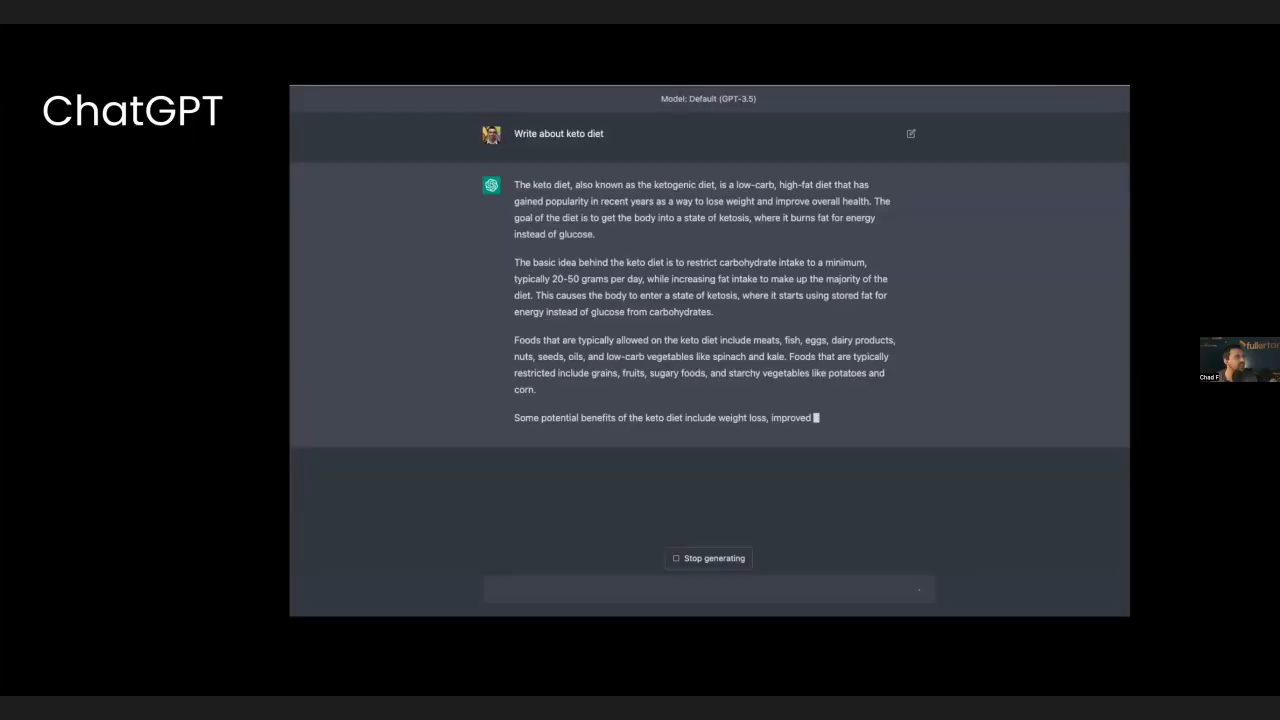 ChatGPT
Model: Default (GPT-3.5)
Write about keto diet
The keto diet, also known as the ketogenic diet, is a low-carb, high-fat diet that has
gained popularity in recent years as a way to lose weight and improve overall health. The
goal of the diet is to get the body into a state of ketosis, where it burns fat for energy
instead of glucose.
The basic idea behind the keto diet is to restrict carbohydrate intake to a minimum,
typically 20-50 grams per day, while increasing fat intake to make up the majority of the
diet. This causes the body to enter a state of ketosis, where it starts using stored fat for
energy instead of glucose from carbohydrates.
Foods that are typically allowed on the keto diet include meats, fish, eggs, dairy products,
nuts, seeds, oils, and low-carb vegetables like spinach and kale. Foods that are typically
restricted include grains, fruits, sugary foods, and starchy vegetables like potatoes and
corn.
Some potential benefits of the keto diet include weight loss, improved
Stop generating
Chad F